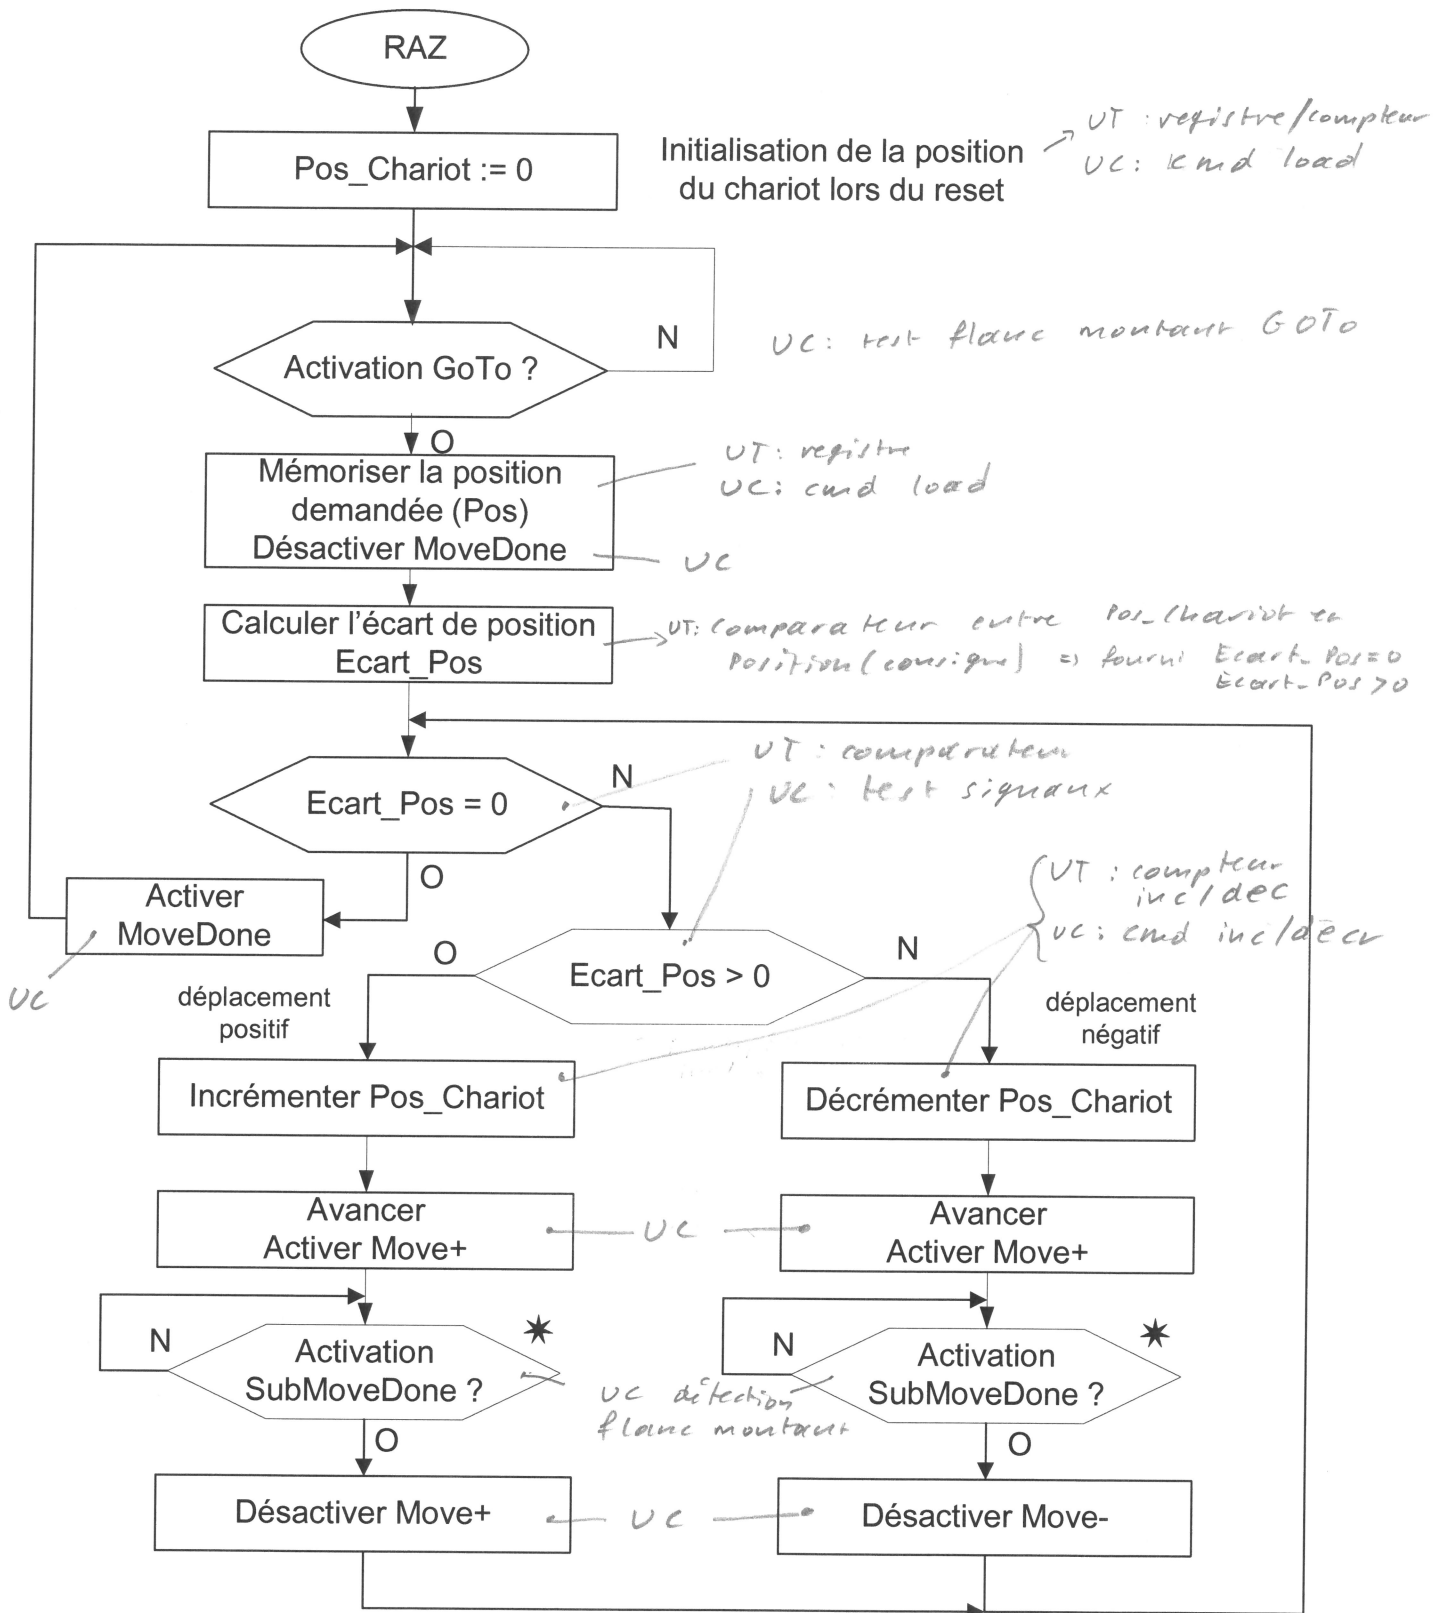 RAZ
UT : registre/compteur
UC : cmd load
Pos_Chariot := 0
Initialisation de la position
du chariot lors du reset
N
UC : test flanc montant GOTO
Activation GoTo ?
O
UT : registre
UC : cmd load
Mémoriser la position
demandée (Pos)
Désactiver MoveDone
UC
Calculer l'écart de position
Ecart_Pos
UT: comparateur entre Pos_Chariot et
Position (consigne) => fourni Ecart_Pos=0
Ecart_Pos >0
UT : comparateur
UC : test signaux
N
Ecart_Pos = 0
O
UT : compteur
inc/dec
UC : cmd inc/décr
Activer
MoveDone
UC
O
Ecart_Pos > 0
N
déplacement
positif
déplacement
négatif
Incrémenter Pos_Chariot
Décrémenter Pos_Chariot
Avancer
Activer Move+
UC
Avancer
Activer Move+
N
Activation
SubMoveDone ?
N
Activation
SubMoveDone ?
UC détection
flanc montant
O
O
Désactiver Move+
UC
Désactiver Move-